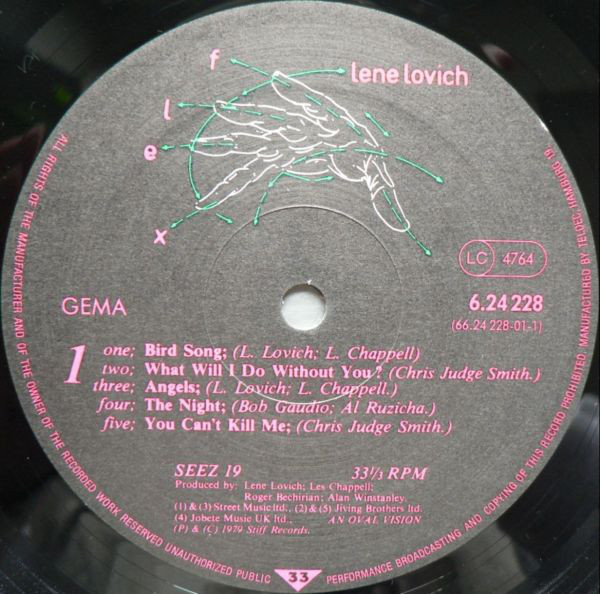 f
l
e
x
lene lovich
LC 4764
GEMA
6.24 228
(66.24 228-01-1)
1
one; Bird Song; (L. Lovich; L. Chappell)
two; What Will I Do Without You? (Chris Judge Smith.)
three; Angels; (L. Lovich; L. Chappell.)
four; The Night; (Bob Gaudio; Al Ruzicha.)
five; You Can't Kill Me; (Chris Judge Smith.)
SEEZ 19 33⅓ RPM
Produced by: Lene Lovich; Les Chappell;
Roger Bechirian; Alan Winstanley.
(1) & (3) Street Music ltd., (2) & (5) Jiving Brothers ltd.
(4) Jobete Music UK ltd., AN OVAL VISION
(P) & (C) 1979 Stiff Records.
ALL RIGHTS OF THE MANUFACTURER AND OF THE OWNER OF THE RECORDED WORK RESERVED UNAUTHORIZED PUBLIC 33 PERFORMANCE BROADCASTING AND COPYING OF THIS RECORD PROHIBITED. MANUFACTURED BY TELDEC, HAMBURG 19.